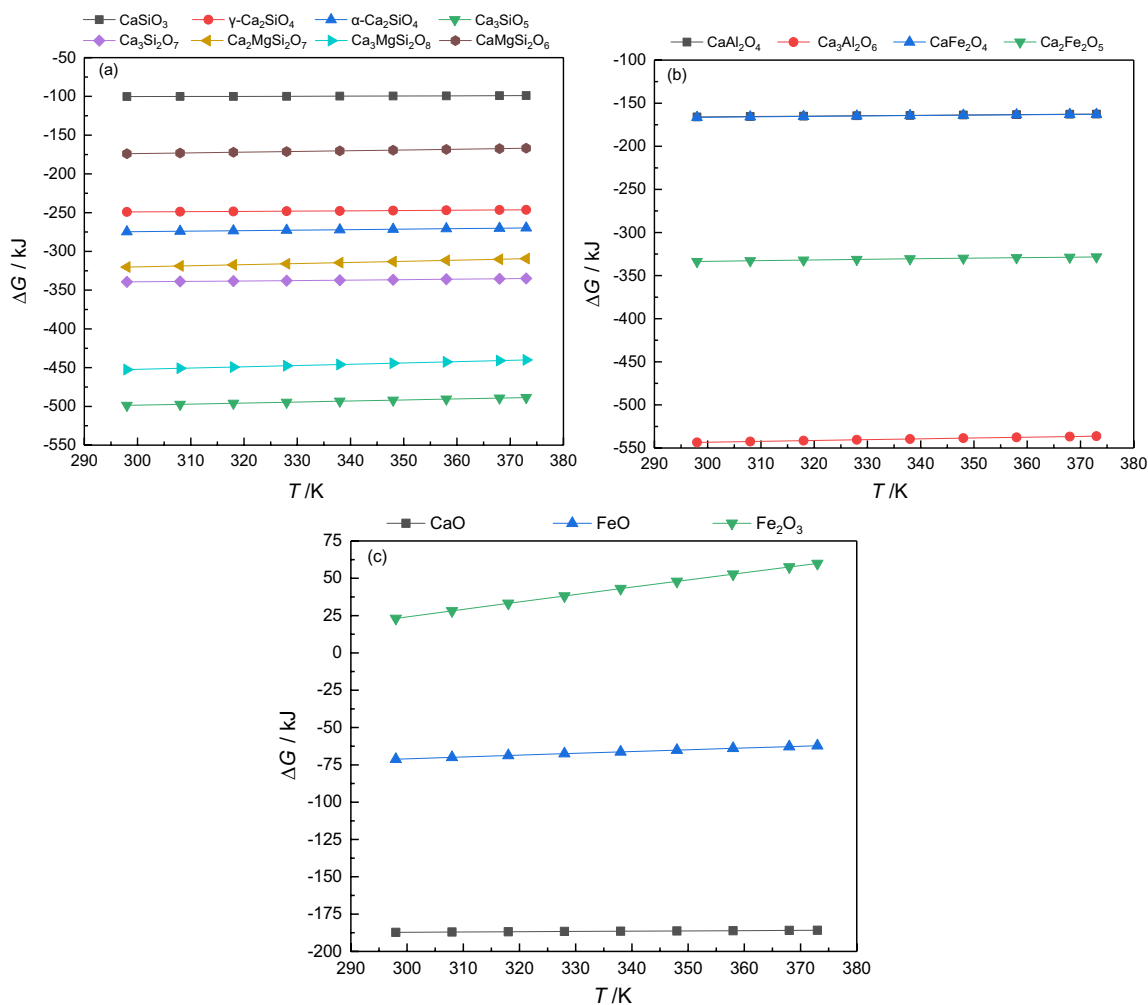 CaSiO₃ γ-Ca₂SiO₄ α-Ca₂SiO₄ Ca₃SiO₅
Ca₃Si₂O₇ Ca₂MgSi₂O₇ Ca₃MgSi₂O₈ CaMgSi₂O₆
(a)
-50
-100
-150
-200
-250
-300
-350
-400
-450
-500
-550
ΔG / kJ
290 300 310 320 330 340 350 360 370 380
T /K
CaAl₂O₄ Ca₃Al₂O₆ CaFe₂O₄ Ca₂Fe₂O₅
(b)
-100
-150
-200
-250
-300
-350
-400
-450
-500
-550
ΔG / kJ
290 300 310 320 330 340 350 360 370 380
T /K
CaO FeO Fe₂O₃
(c)
75
50
25
0
-25
-50
-75
-100
-125
-150
-175
-200
ΔG / kJ
290 300 310 320 330 340 350 360 370 380
T /K